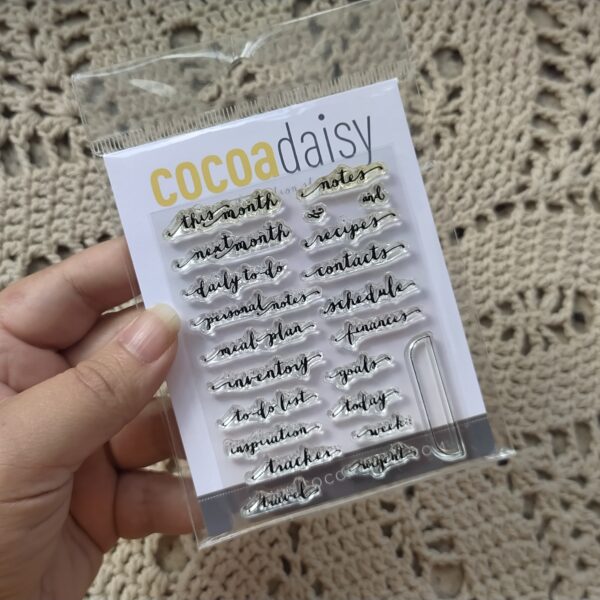 cocoadaisy
this month
next month
daily to do
personal notes
meal plan
inventory
to do list
inspiration
tracker
travel
notes
and
recipes
contacts
schedule
finances
goals
today
week